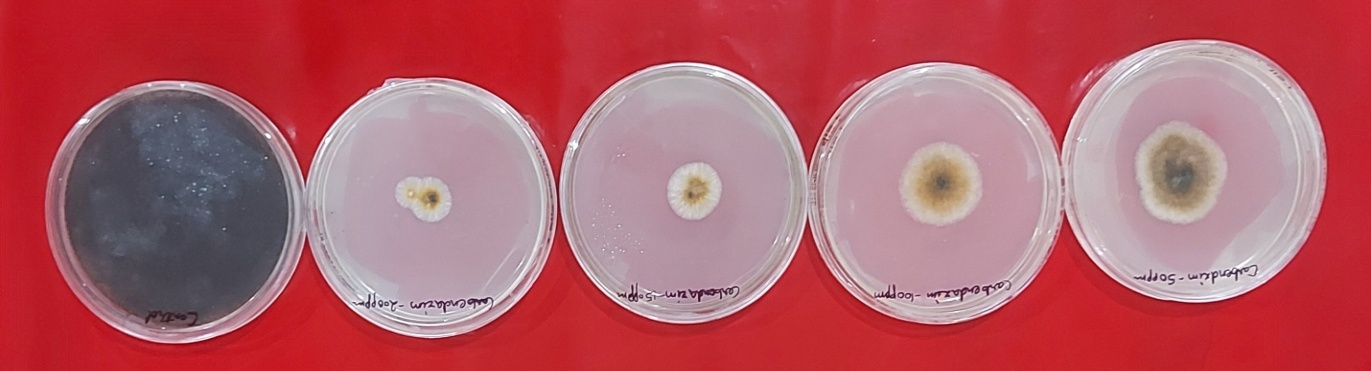 Control
Carbendazim - 200ppm
Carbendazim - 150ppm
Carbendazim - 100ppm
Carbendazim - 50ppm